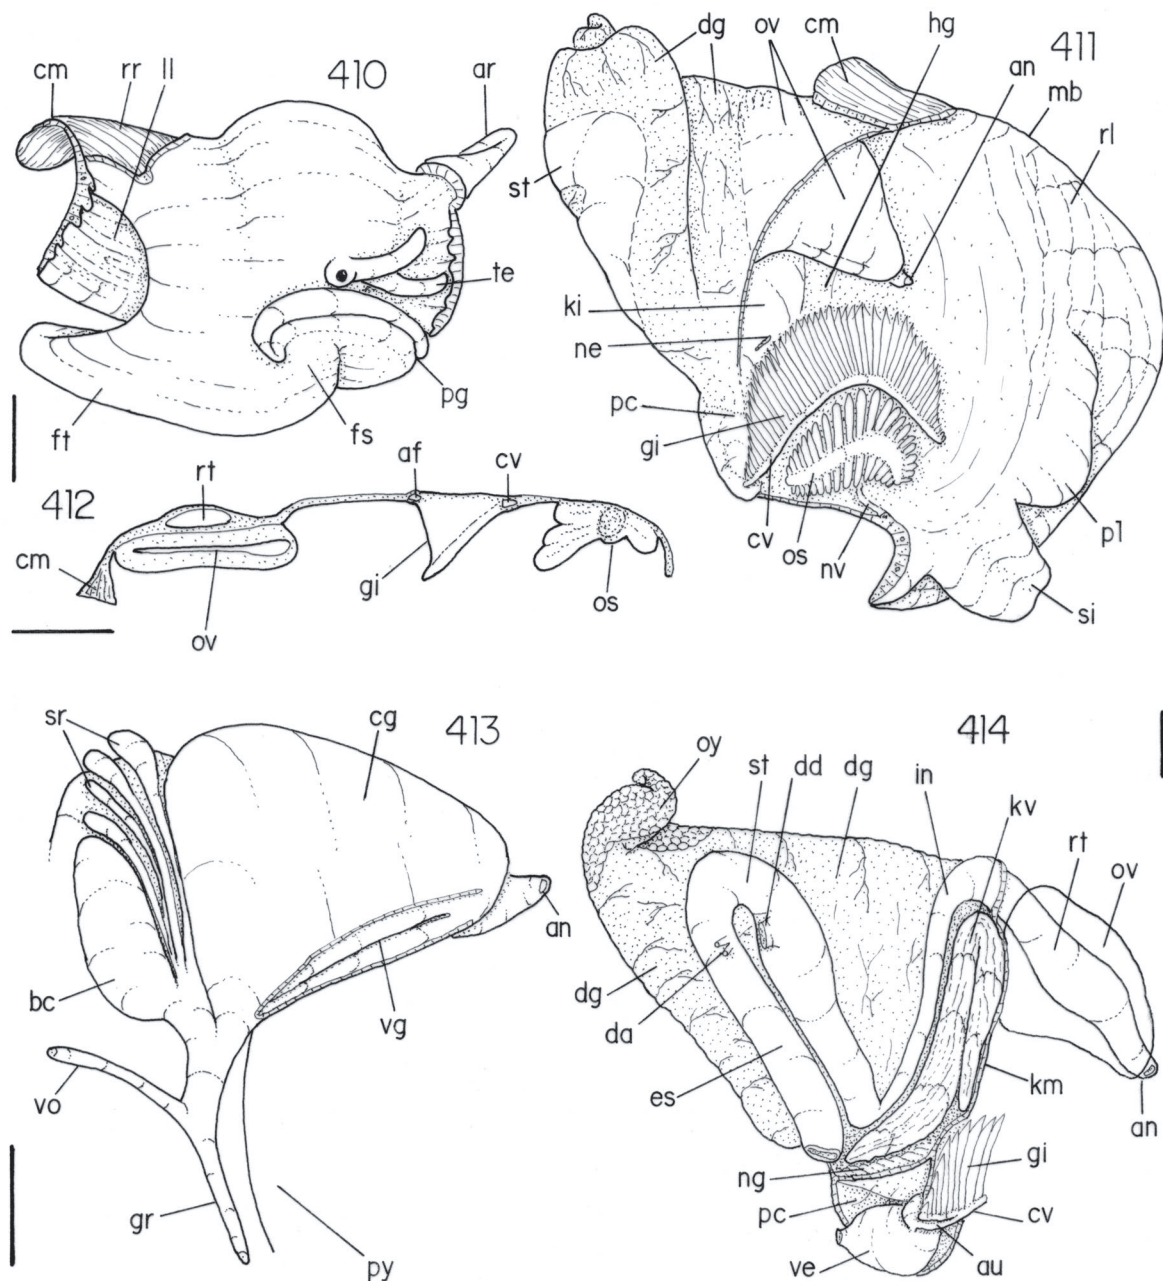 410
cm rr ll ar
te
ft fs pg
411
dg ov cm hg an
mb
rl
st
ki
ne
pc
gi
cv os nv
pl
si
412
rt af cv
cm
ov gi os
413
sr cg
an
bc
vg
vo
gr
py
414
oy st dd dg in kv rt ov
dg
da
es
km
an
ng
gi
pc
cv
ve au